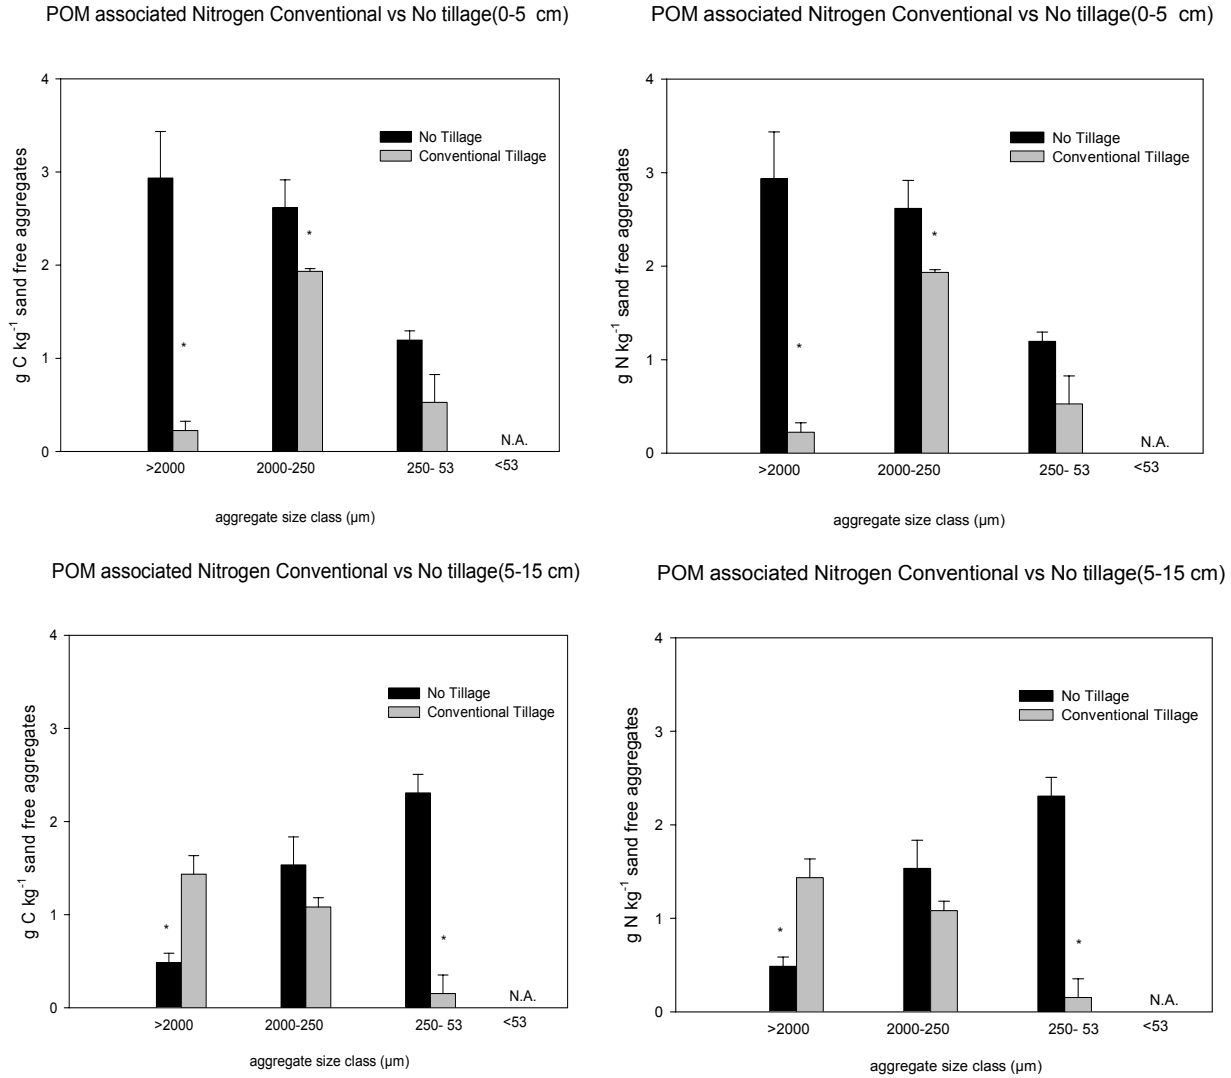 POM associated Nitrogen Conventional vs No tillage(0-5 cm)
4
3
2
1
0
g C kg-1 sand free aggregates
No Tillage
Conventional Tillage
*
*
N.A.
>2000
2000-250
250- 53
<53
aggregate size class (µm)
POM associated Nitrogen Conventional vs No tillage(0-5 cm)
4
3
2
1
0
g N kg-1 sand free aggregates
No Tillage
Conventional Tillage
*
*
N.A.
>2000
2000-250
250- 53
<53
aggregate size class (µm)
POM associated Nitrogen Conventional vs No tillage(5-15 cm)
4
3
2
1
0
g C kg-1 sand free aggregates
No Tillage
Conventional Tillage
*
*
N.A.
>2000
2000-250
250- 53
<53
aggregate size class (µm)
POM associated Nitrogen Conventional vs No tillage(5-15 cm)
4
3
2
1
0
g N kg-1 sand free aggregates
No Tillage
Conventional Tillage
*
*
N.A.
>2000
2000-250
250- 53
<53
aggregate size class (µm)